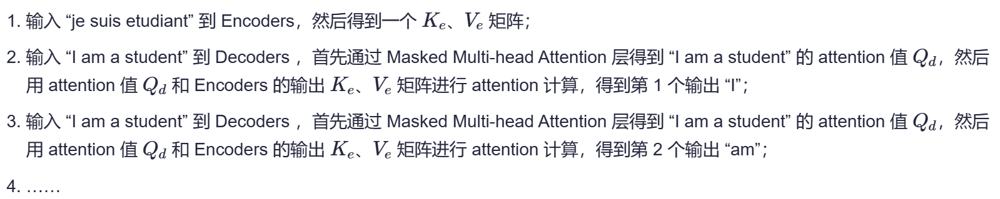 1. 输入 “je suis etudiant” 到 Encoders，然后得到一个 Kₑ、Vₑ 矩阵；
2. 输入 “I am a student” 到 Decoders ，首先通过 Masked Multi-head Attention 层得到 “I am a student” 的 attention 值 Q_d，然后
用 attention 值 Q_d 和 Encoders 的输出 Kₑ、Vₑ 矩阵进行 attention 计算，得到第 1 个输出 “I”；
3. 输入 “I am a student” 到 Decoders ，首先通过 Masked Multi-head Attention 层得到 “I am a student” 的 attention 值 Q_d，然后
用 attention 值 Q_d 和 Encoders 的输出 Kₑ、Vₑ 矩阵进行 attention 计算，得到第 2 个输出 “am”；
4. ……